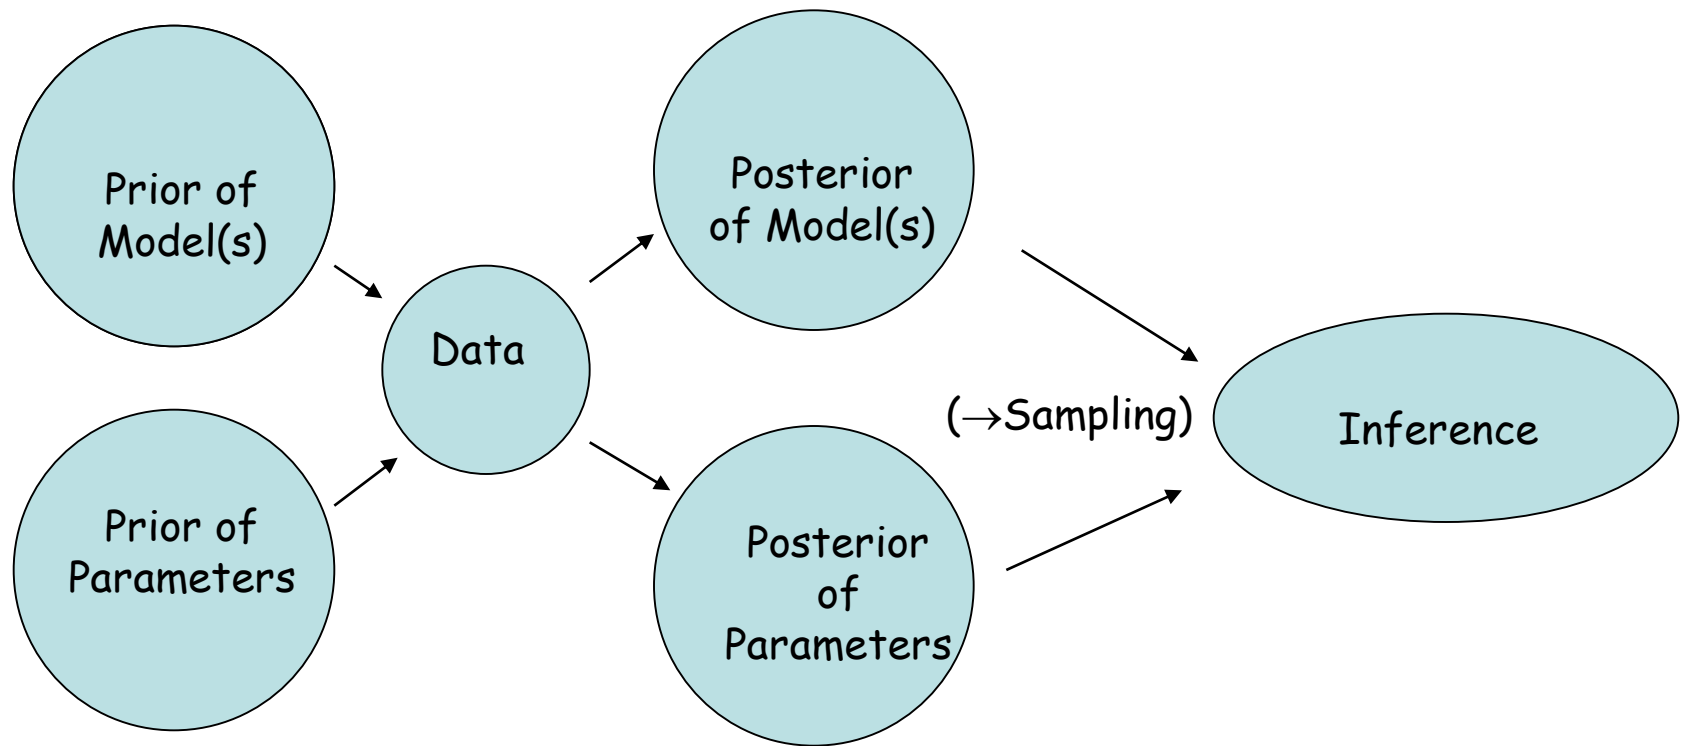 Prior of
Model(s)
Prior of
Parameters
Data
Posterior
of Model(s)
Posterior
of
Parameters
(→Sampling)
Inference